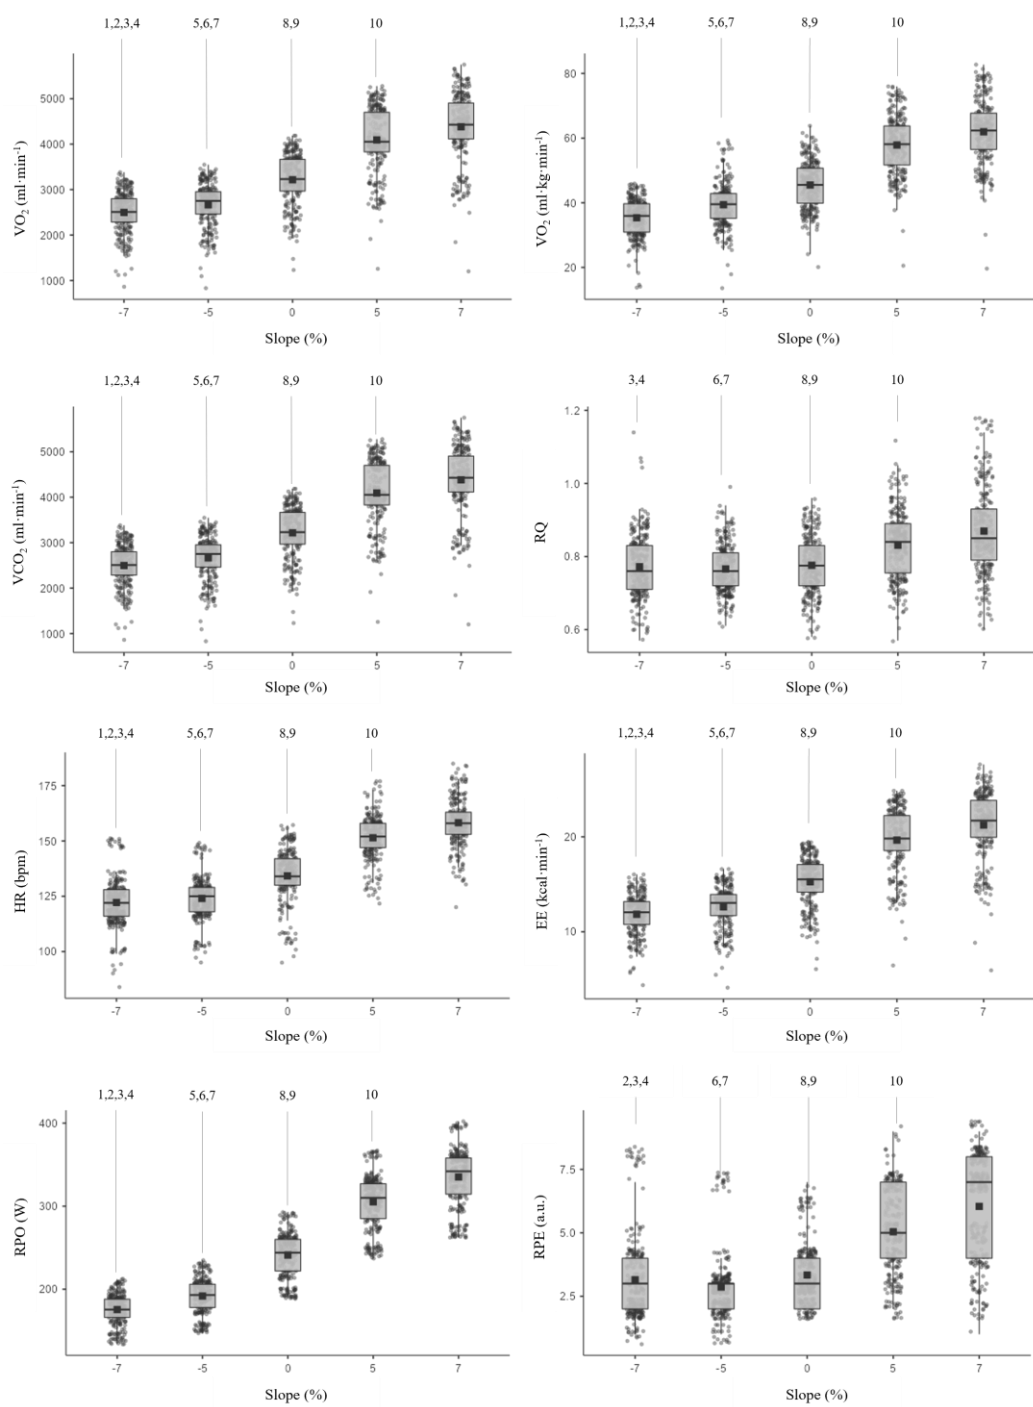 1,2,3,4 5,6,7 8,9 10
VO₂ (ml·min⁻¹)
5000
4000
3000
2000
1000
-7 -5 0 5 7
Slope (%)
1,2,3,4 5,6,7 8,9 10
VO₂ (ml·kg·min⁻¹)
80
60
40
20
-7 -5 0 5 7
Slope (%)
1,2,3,4 5,6,7 8,9 10
VCO₂ (ml·min⁻¹)
5000
4000
3000
2000
1000
-7 -5 0 5 7
Slope (%)
3,4 6,7 8,9 10
RQ
1.2
1.0
0.8
0.6
-7 -5 0 5 7
Slope (%)
1,2,3,4 5,6,7 8,9 10
HR (bpm)
175
150
125
100
-7 -5 0 5 7
Slope (%)
1,2,3,4 5,6,7 8,9 10
EE (kcal·min⁻¹)
20
10
-7 -5 0 5 7
Slope (%)
1,2,3,4 5,6,7 8,9 10
RPO (W)
400
300
200
-7 -5 0 5 7
Slope (%)
2,3,4 6,7 8,9 10
RPE (a.u.)
7.5
5.0
2.5
-7 -5 0 5 7
Slope (%)